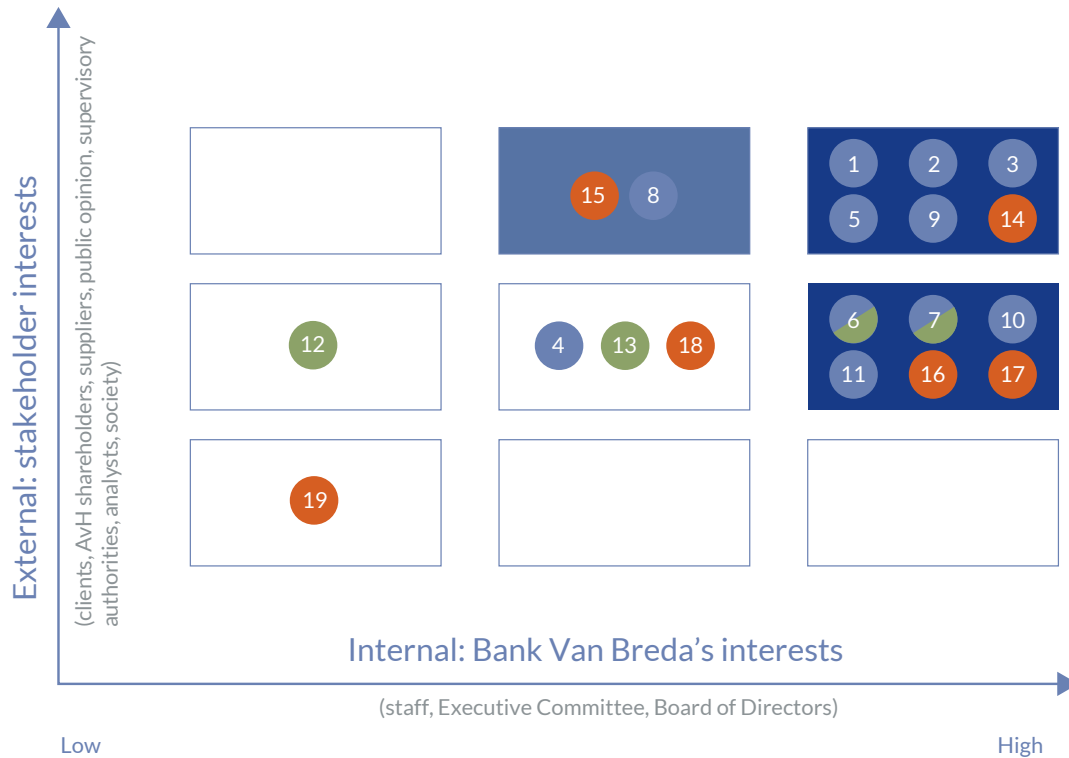 External: stakeholder interests
(clients, AvH shareholders, suppliers, public opinion, supervisory
authorities, analysts, society)
15 8
1 2 3
5 9 14
12
4 13 18
6 7 10
11 16 17
19
Internal: Bank Van Breda's interests
(staff, Executive Committee, Board of Directors)
Low High